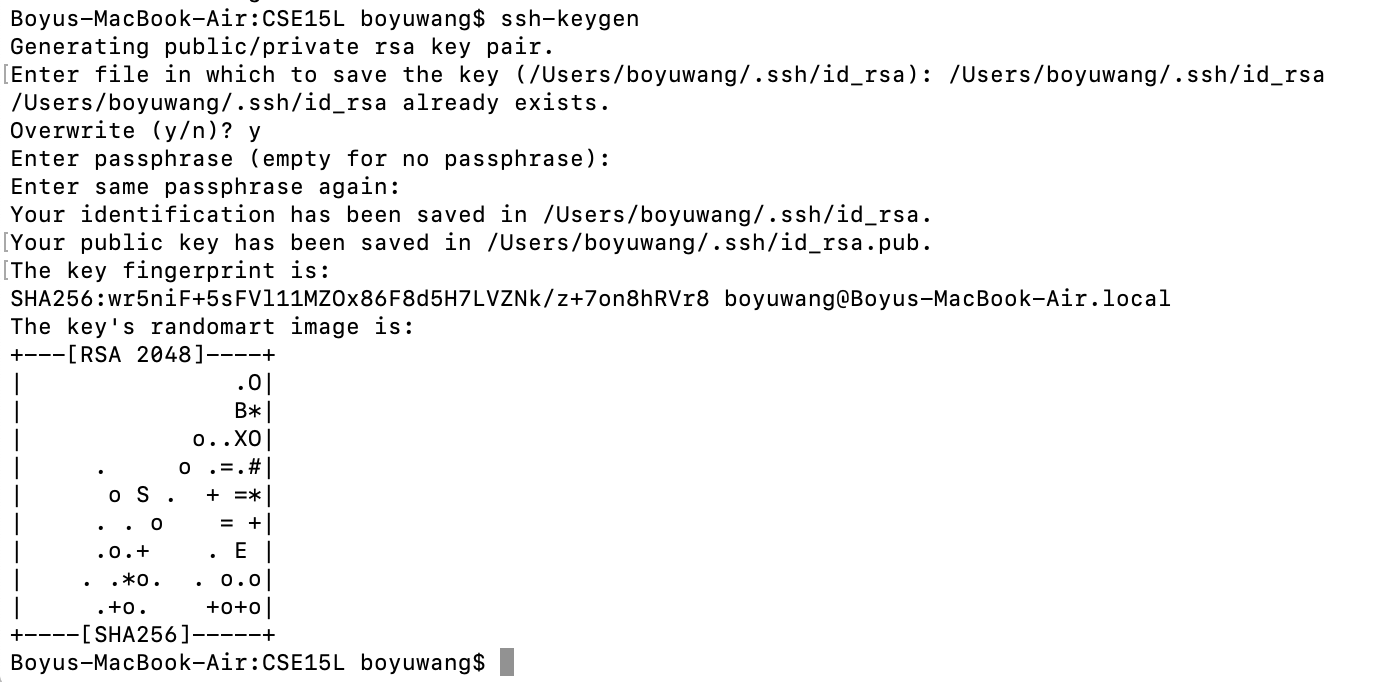 Boyus-MacBook-Air:CSE15L boyuwang$ ssh-keygen
Generating public/private rsa key pair.
[Enter file in which to save the key (/Users/boyuwang/.ssh/id_rsa): /Users/boyuwang/.ssh/id_rsa
/Users/boyuwang/.ssh/id_rsa already exists.
Overwrite (y/n)? y
Enter passphrase (empty for no passphrase):
Enter same passphrase again:
Your identification has been saved in /Users/boyuwang/.ssh/id_rsa.
[Your public key has been saved in /Users/boyuwang/.ssh/id_rsa.pub.
[The key fingerprint is:
SHA256:wr5niF+5sFVl11MZOx86F8d5H7LVZNk/z+7on8hRVr8 boyuwang@Boyus-MacBook-Air.local
The key's randomart image is:
+---[RSA 2048]----+
|               .O|
|               B*|
|            o..XO|
|     .     o .=.#|
|      o S .  + =*|
|     . . o    = +|
|     .o.+    . E |
|    . .*o.  . o.o|
|     .+o.    +o+o|
+----[SHA256]-----+
Boyus-MacBook-Air:CSE15L boyuwang$